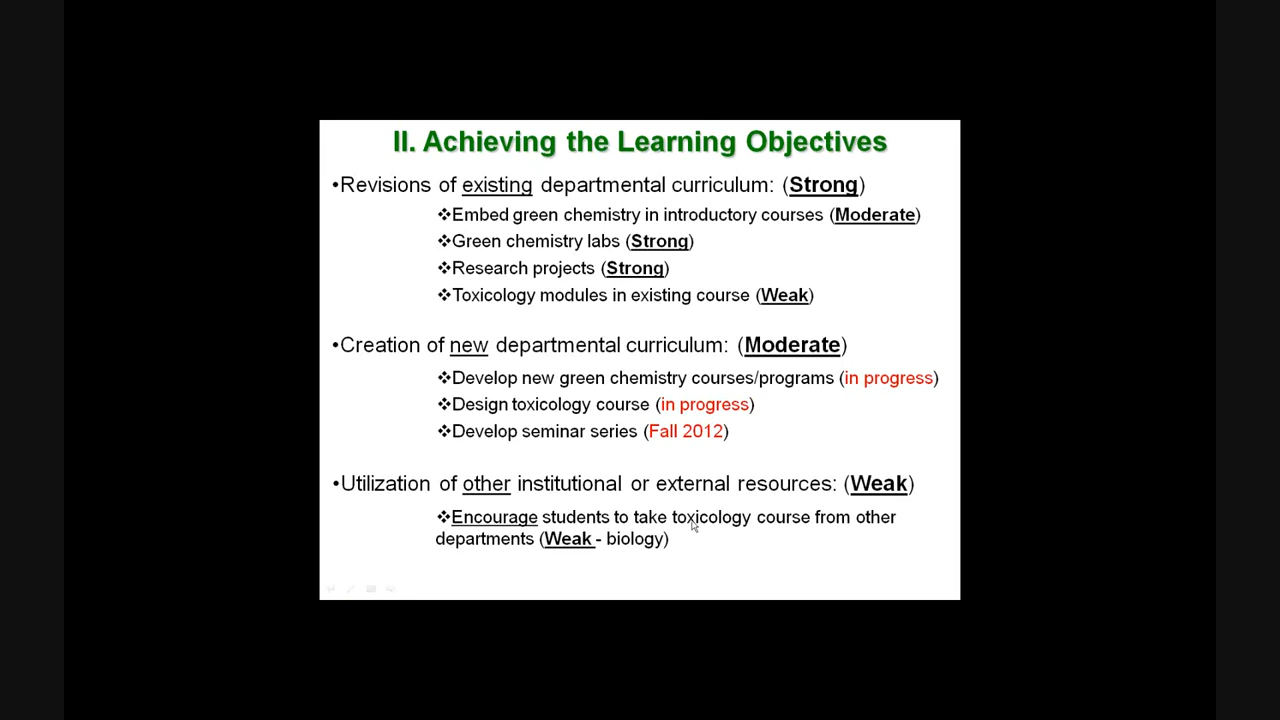 II. Achieving the Learning Objectives
•Revisions of existing departmental curriculum: (Strong)
❖Embed green chemistry in introductory courses (Moderate)
❖Green chemistry labs (Strong)
❖Research projects (Strong)
❖Toxicology modules in existing course (Weak)
•Creation of new departmental curriculum: (Moderate)
❖Develop new green chemistry courses/programs (in progress)
❖Design toxicology course (in progress)
❖Develop seminar series (Fall 2012)
•Utilization of other institutional or external resources: (Weak)
❖Encourage students to take toxicology course from other
departments (Weak - biology)